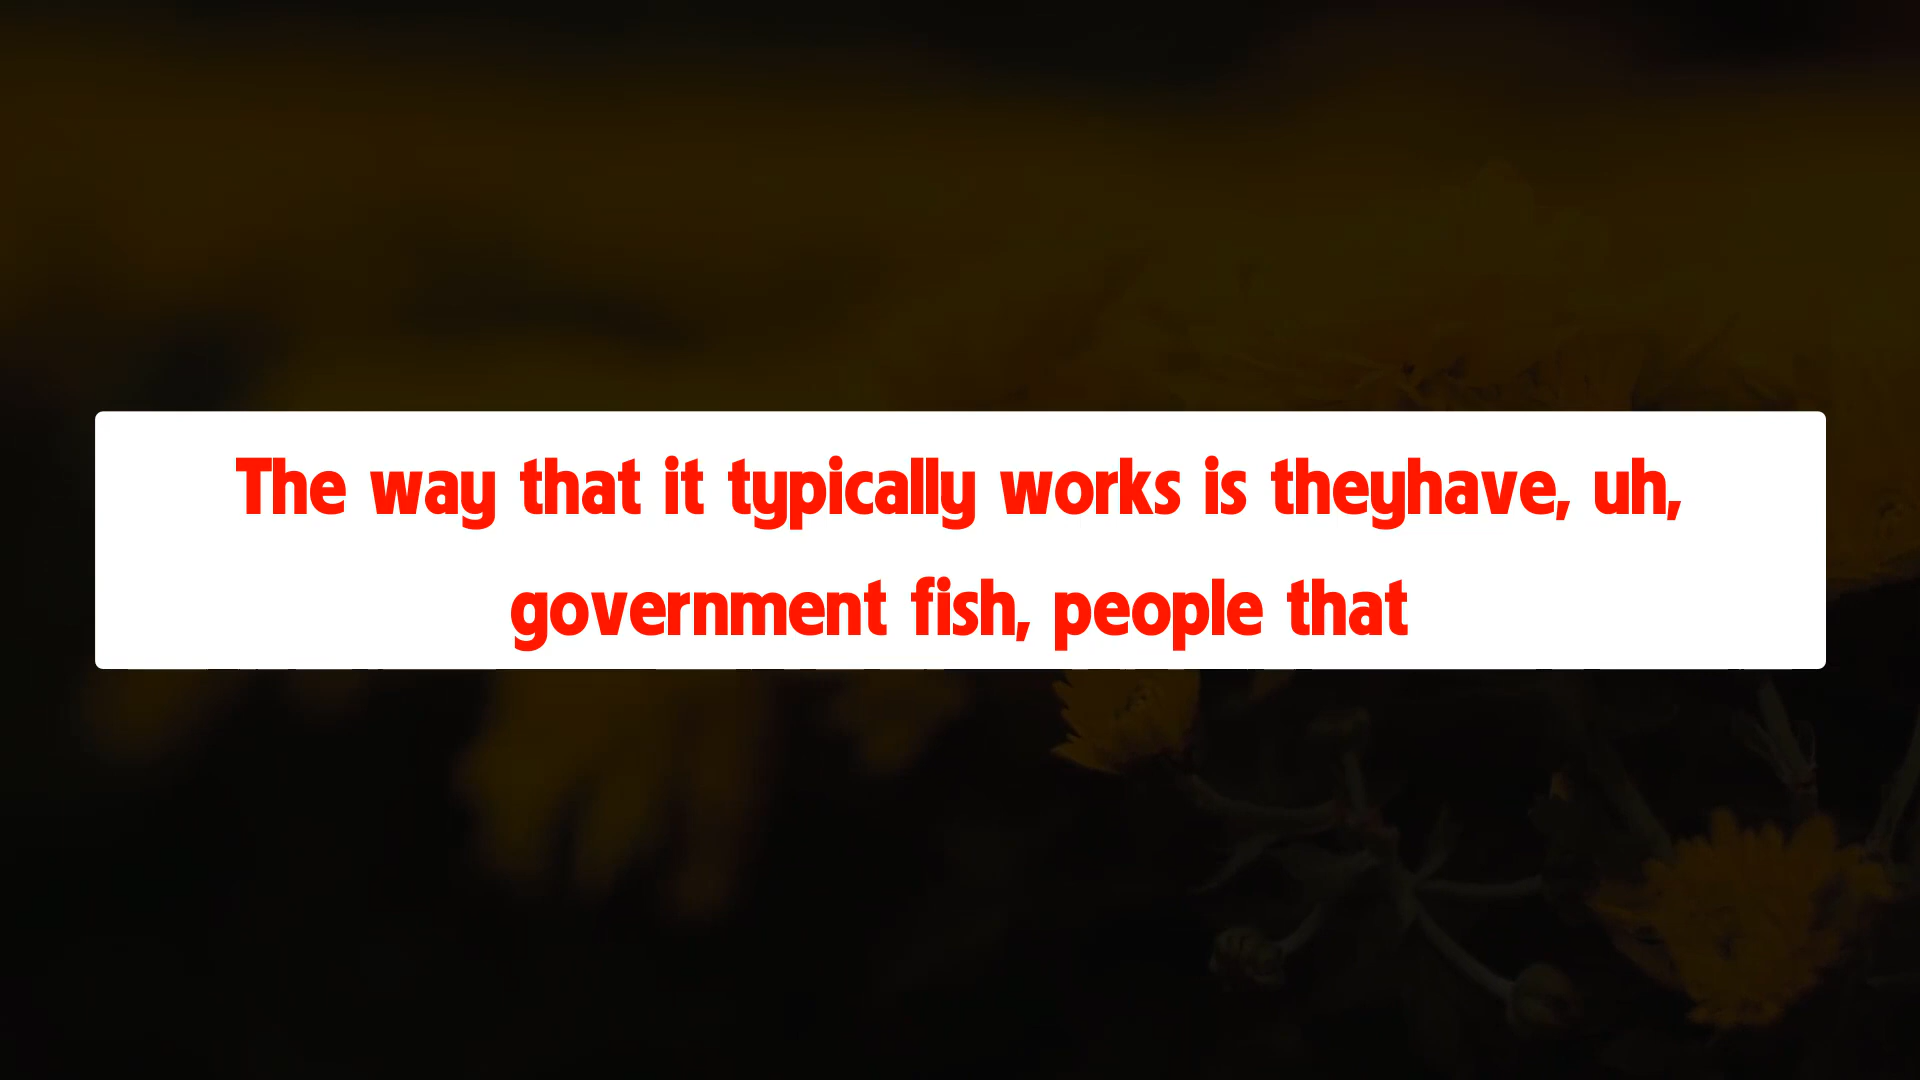 The way that it typically works is theyhave, uh,
government fish, people that